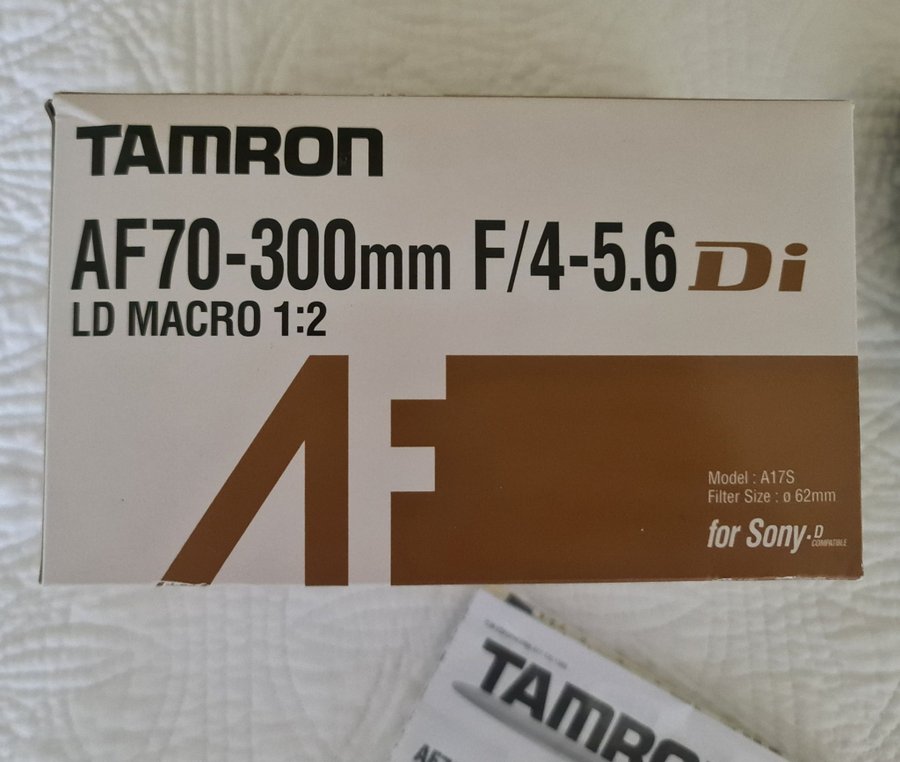 TAMRON
AF70-300mm F/4-5.6 Di
LD MACRO 1:2
AF
Model : A17S
Filter Size : ø 62mm
for Sony·D
COMPATIBLE
TAMRON
AF7